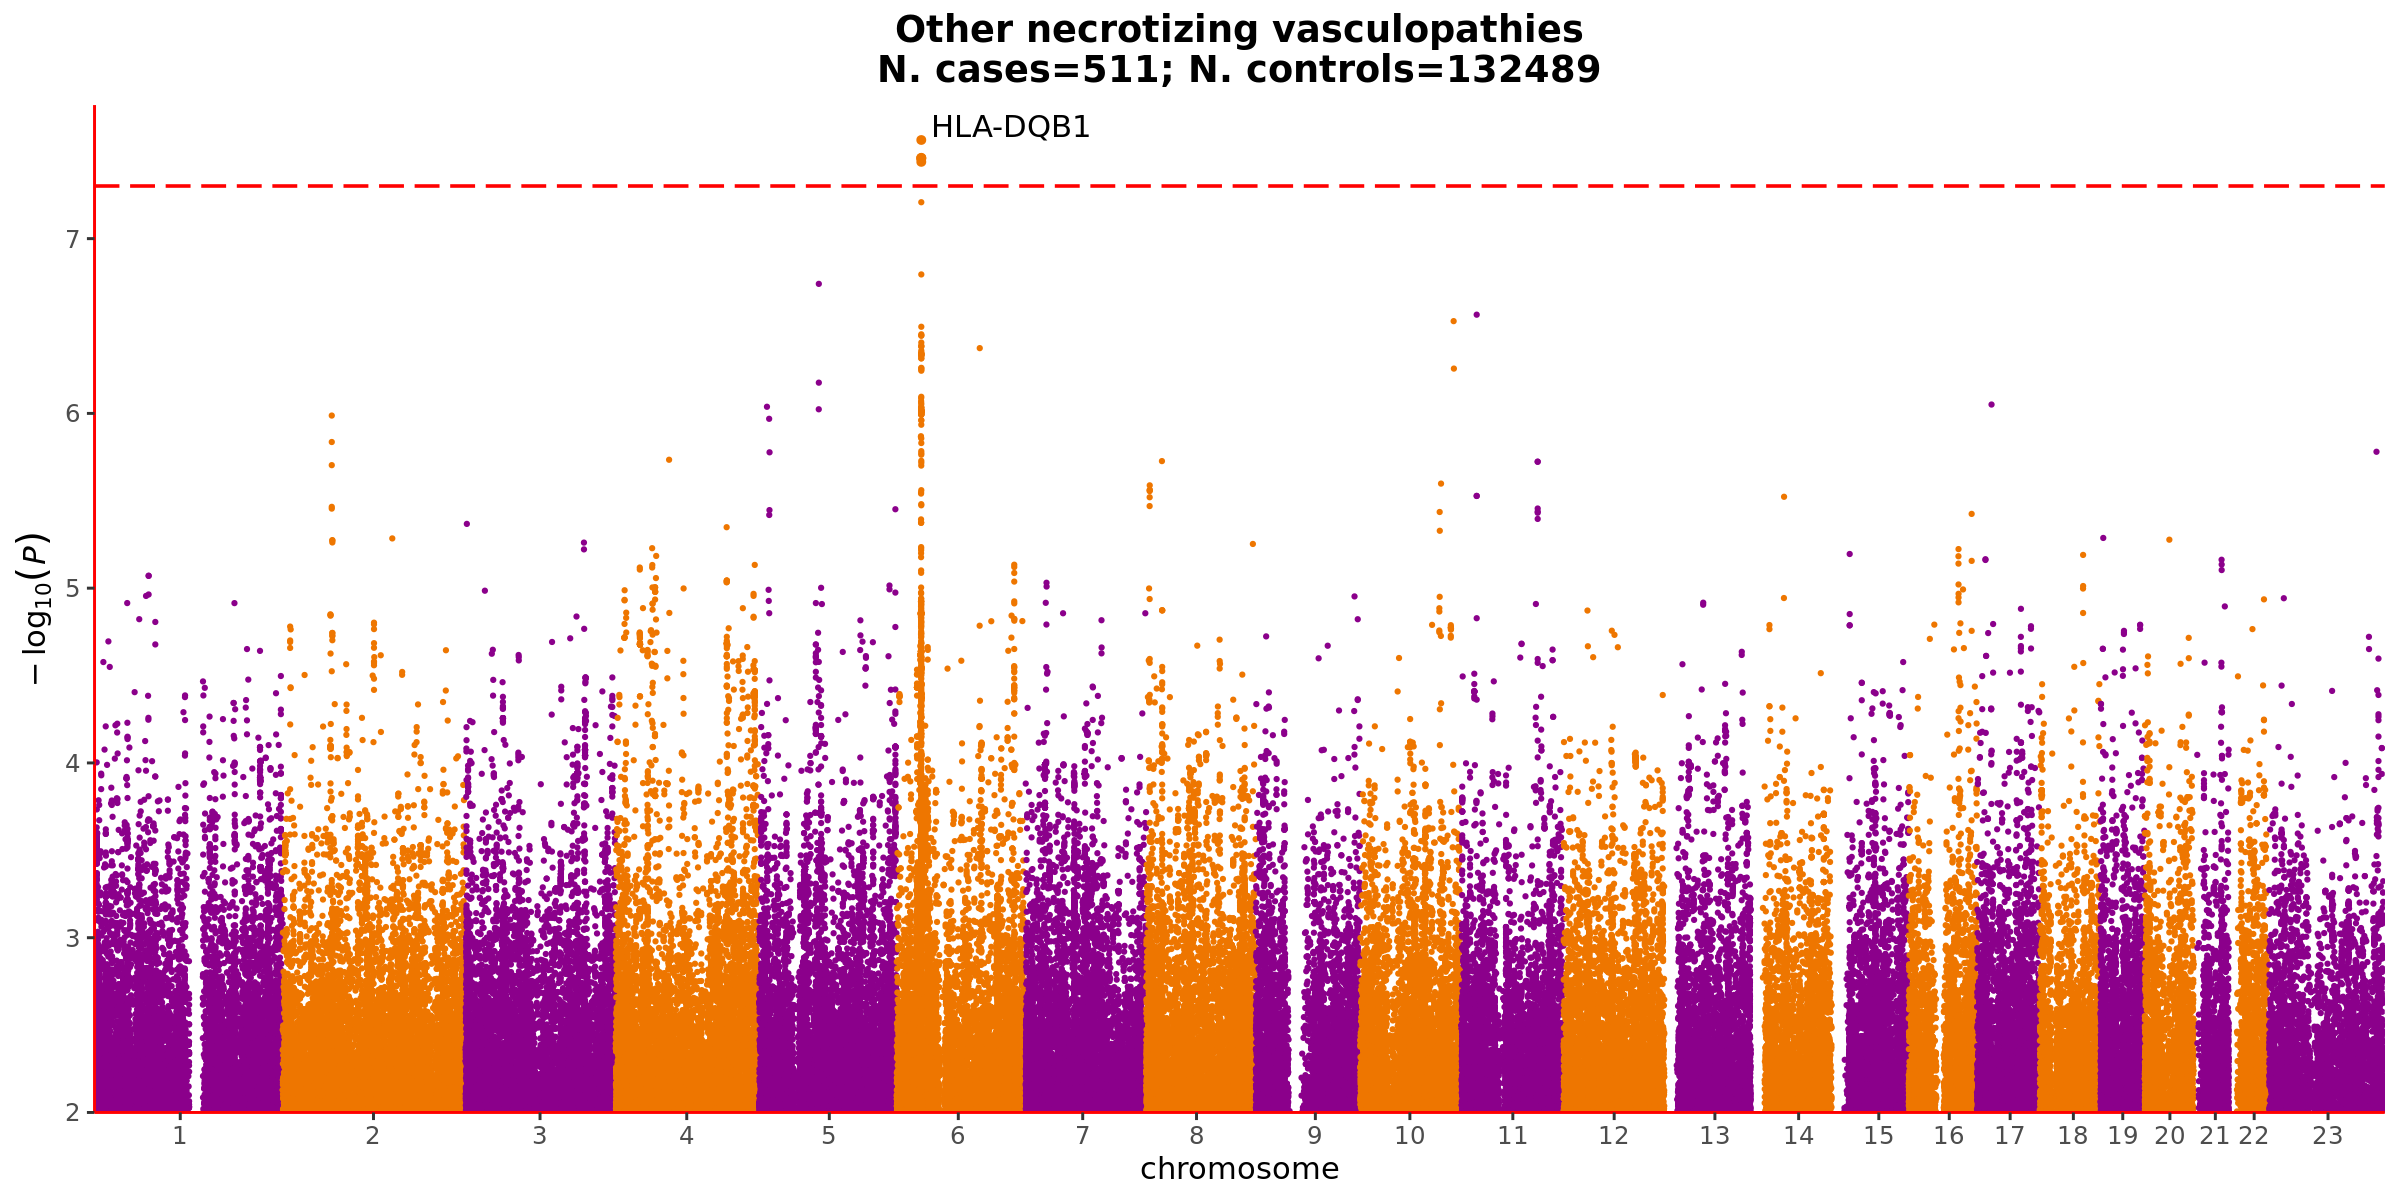 Other necrotizing vasculopathies
N. cases=511; N. controls=132489
HLA-DQB1
7
6
5
4
3
2
−log10(P)
1 2 3 4 5 6 7 8 9 10 11 12 13 14 15 16 17 18 19 20 21 22 23
chromosome